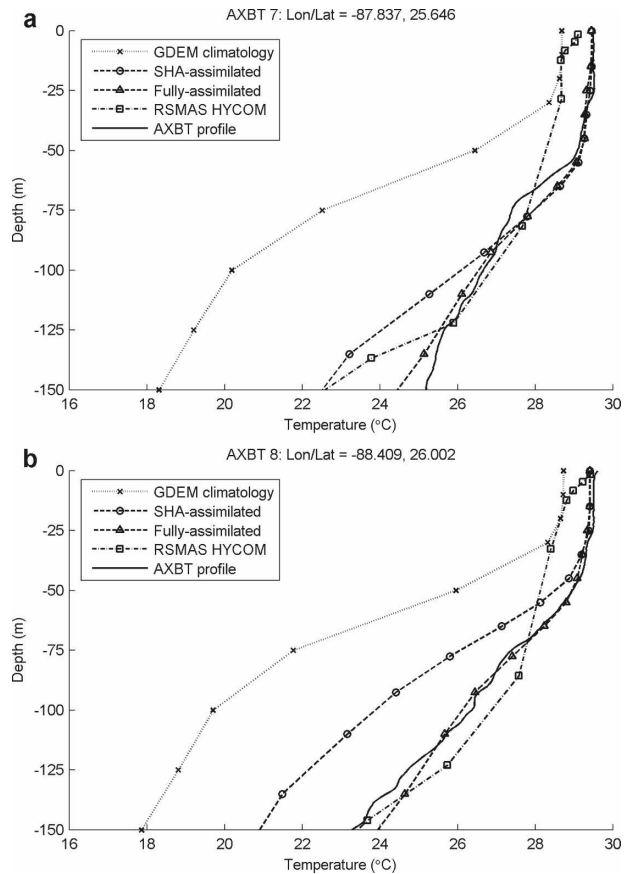 a
AXBT 7: Lon/Lat = -87.837, 25.646
GDEM climatology
SHA-assimilated
Fully-assimilated
RSMAS HYCOM
AXBT profile
Depth (m)
0
-25
-50
-75
-100
-125
-150
16 18 20 22 24 26 28 30
Temperature (°C)
b
AXBT 8: Lon/Lat = -88.409, 26.002
GDEM climatology
SHA-assimilated
Fully-assimilated
RSMAS HYCOM
AXBT profile
Depth (m)
0
-25
-50
-75
-100
-125
-150
16 18 20 22 24 26 28 30
Temperature (°C)